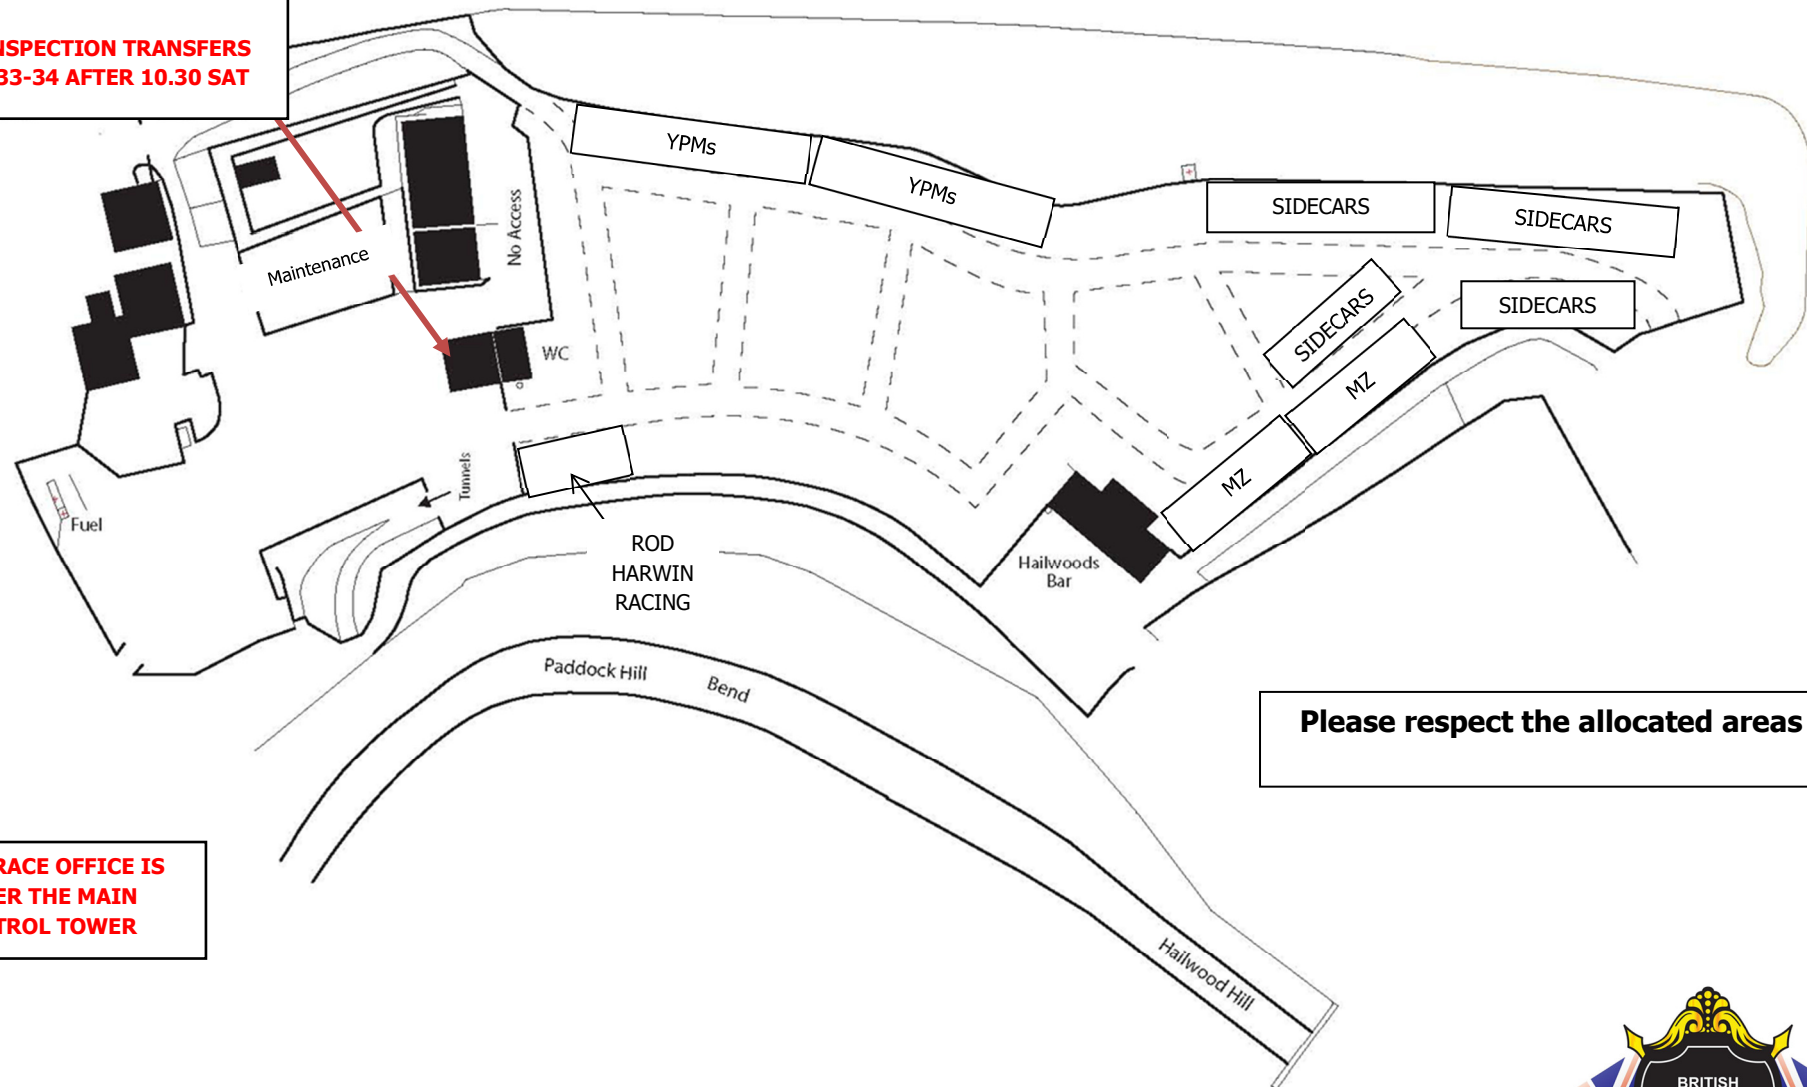 NSPECTION TRANSFERS
33-34 AFTER 10.30 SAT
YPMs
YPMs
SIDECARS
SIDECARS
No Access
Maintenance
SIDECARS
SIDECARS
WC
MZ
MZ
Tunnels
Fuel
ROD
HARWIN
RACING
Hailwoods
Bar
Paddock Hill Bend
Please respect the allocated areas
RACE OFFICE IS
ER THE MAIN
TROL TOWER
Hailwood Hill
BRITISH